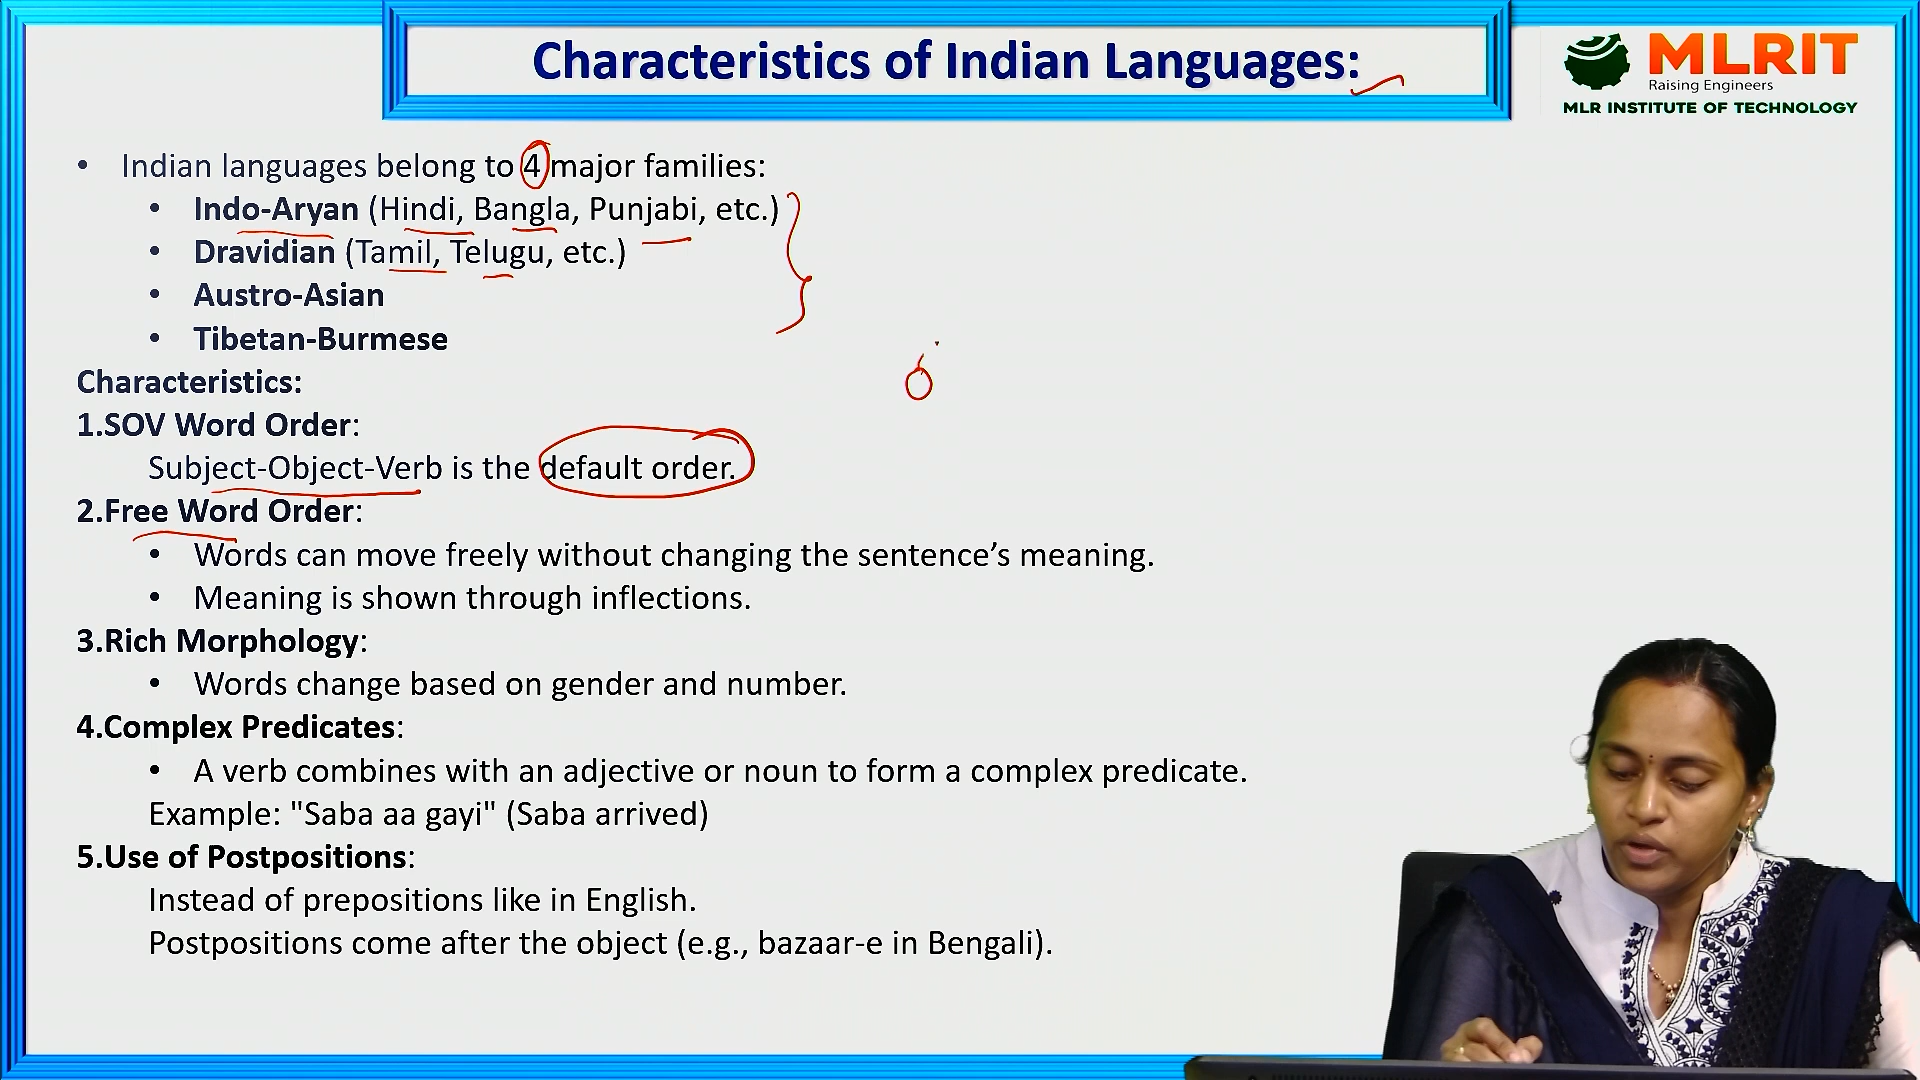 Characteristics of Indian Languages:
MLRIT
Raising Engineers
MLR INSTITUTE OF TECHNOLOGY
• Indian languages belong to 4 major families:
• Indo-Aryan (Hindi, Bangla, Punjabi, etc.)
• Dravidian (Tamil, Telugu, etc.)
• Austro-Asian
• Tibetan-Burmese
Characteristics:
1.SOV Word Order:
Subject-Object-Verb is the default order.
2.Free Word Order:
• Words can move freely without changing the sentence’s meaning.
• Meaning is shown through inflections.
3.Rich Morphology:
• Words change based on gender and number.
4.Complex Predicates:
• A verb combines with an adjective or noun to form a complex predicate.
Example: "Saba aa gayi" (Saba arrived)
5.Use of Postpositions:
Instead of prepositions like in English.
Postpositions come after the object (e.g., bazaar-e in Bengali).